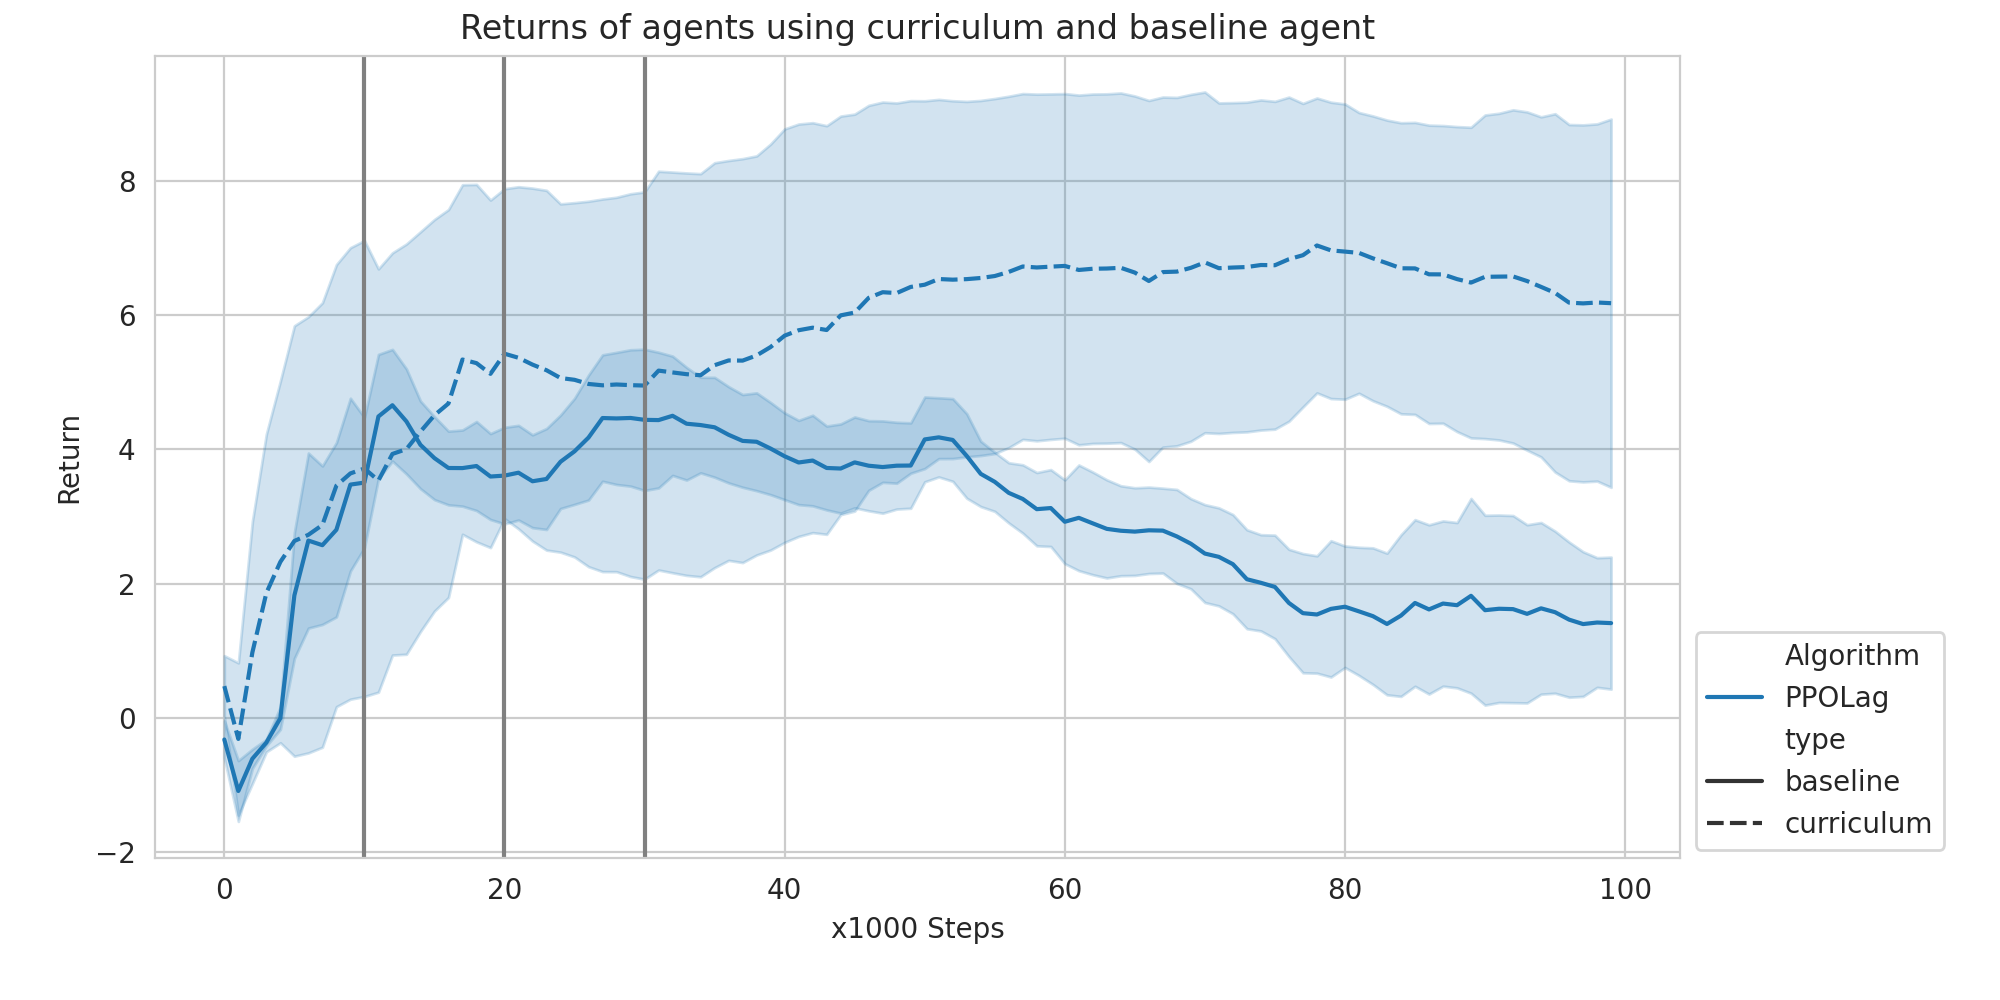 Returns of agents using curriculum and baseline agent
8
6
4
2
0
−2
Return
0 20 40 60 80 100
x1000 Steps
Algorithm
PPOLag
type
baseline
curriculum